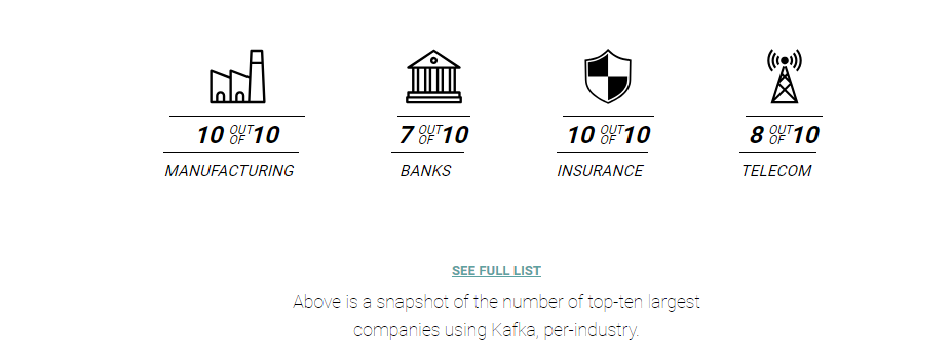 10 OUT OF 10
7 OUT OF 10
10 OUT OF 10
8 OUT OF 10
MANUFACTURING
BANKS
INSURANCE
TELECOM
SEE FULL LIST
Above is a snapshot of the number of top-ten largest
companies using Kafka, per-industry.